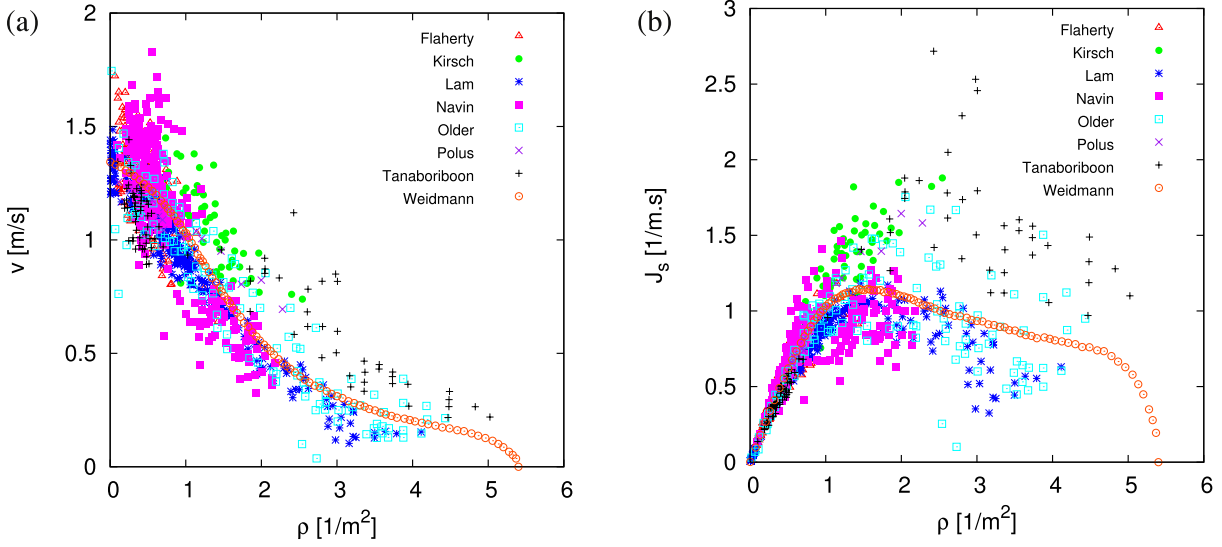 (a)
2
1.5
1
0.5
0
v [m/s]
0 1 2 3 4 5 6
ρ [1/m²]
Flaherty
Kirsch
Lam
Navin
Older
Polus
Tanaboriboon
Weidmann
(b)
3
2.5
2
1.5
1
0.5
0
Jₛ [1/m.s]
0 1 2 3 4 5 6
ρ [1/m²]
Flaherty
Kirsch
Lam
Navin
Older
Polus
Tanaboriboon
Weidmann